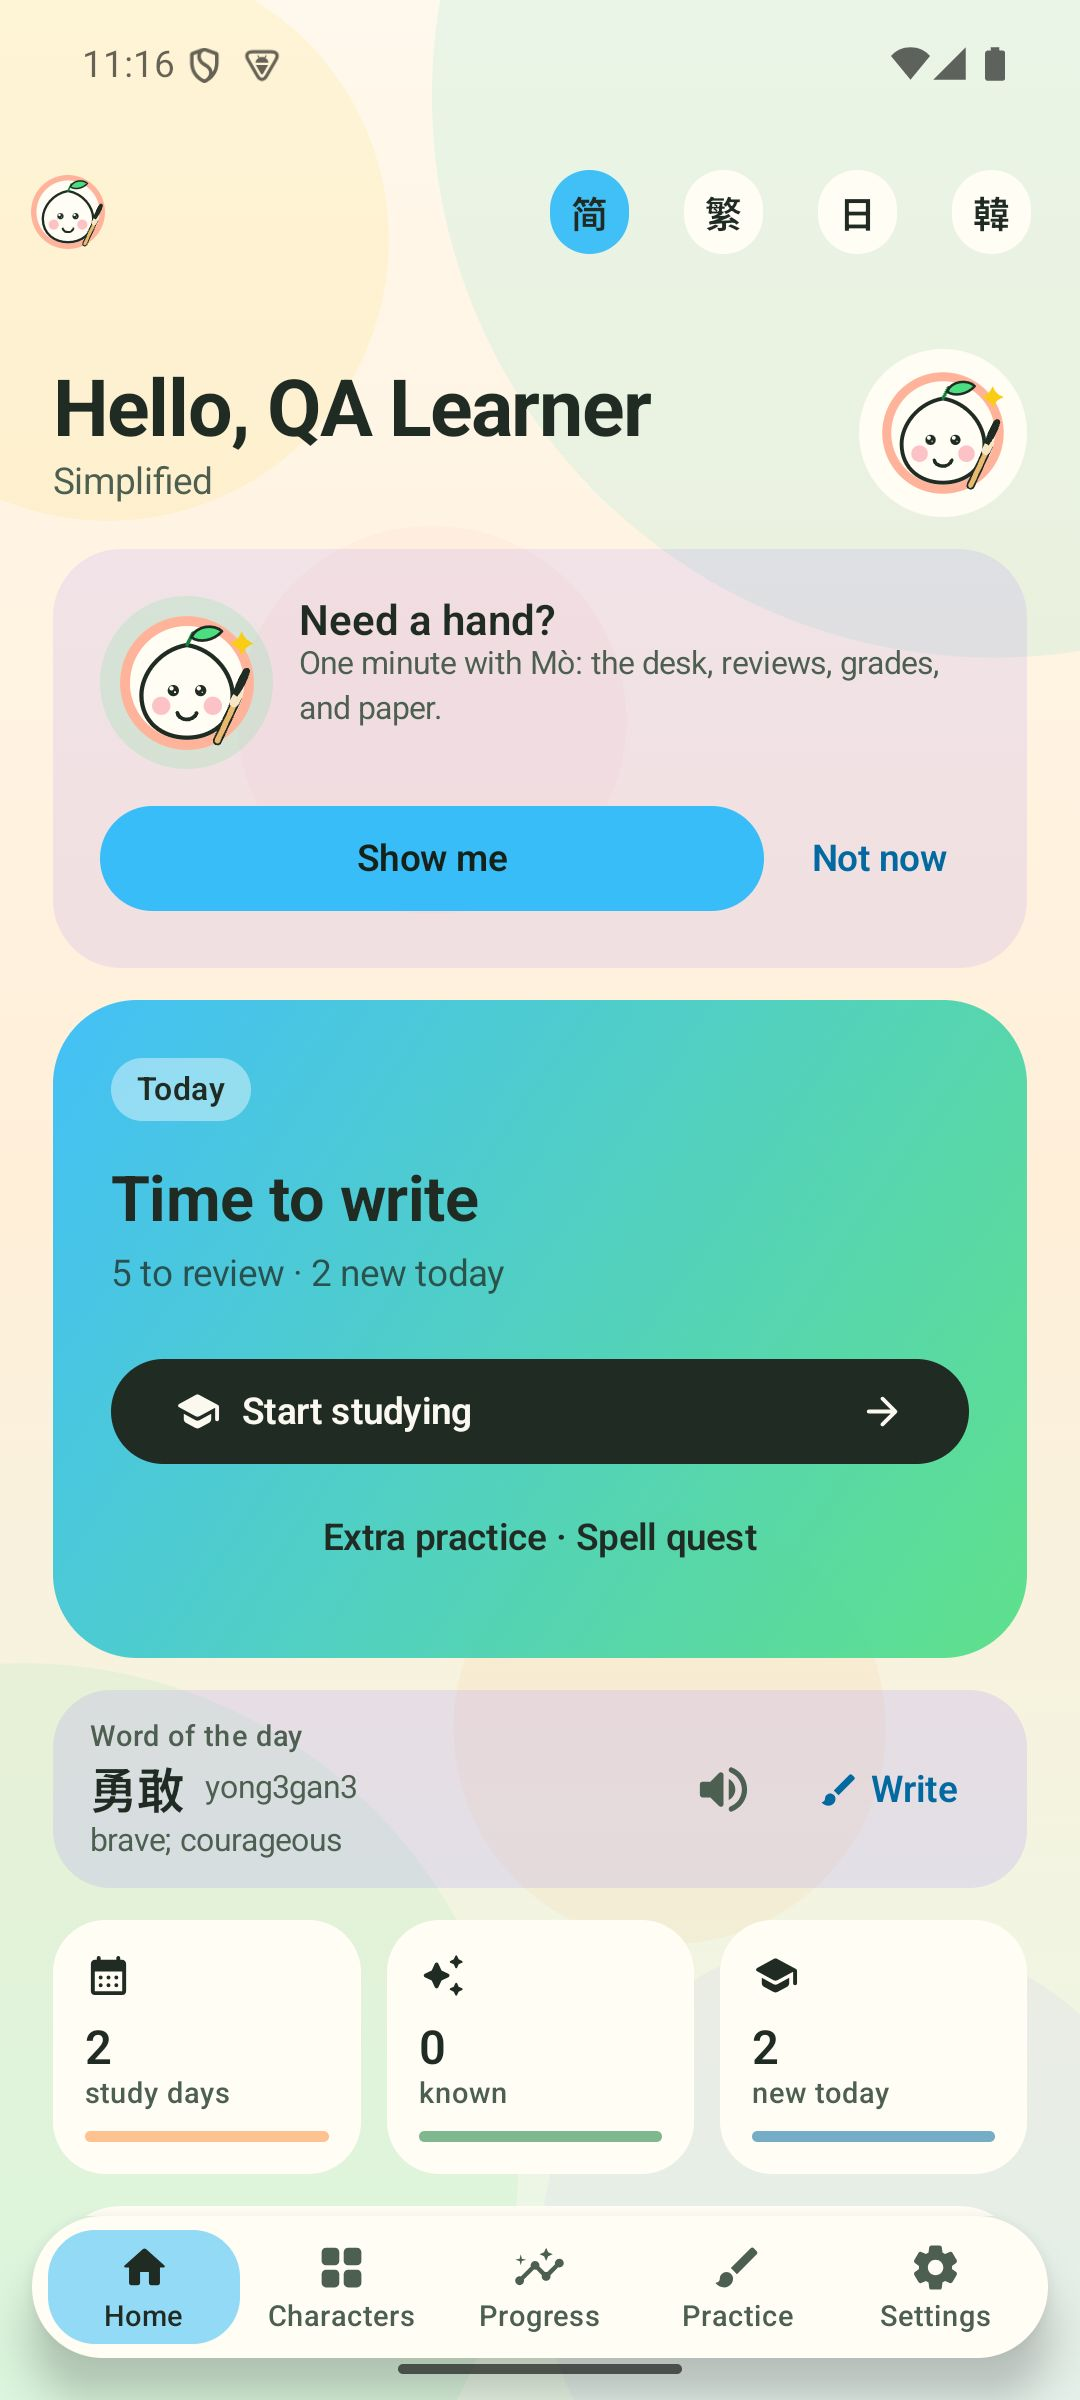 11:16
简 繁 日 韓
Hello, QA Learner
Simplified
Need a hand?
One minute with Mò: the desk, reviews, grades,
and paper.
Show me
Not now
Today
Time to write
5 to review · 2 new today
Start studying
Extra practice · Spell quest
Word of the day
勇敢 yong3gan3
brave; courageous
Write
2
study days
0
known
2
new today
Home
Characters
Progress
Practice
Settings